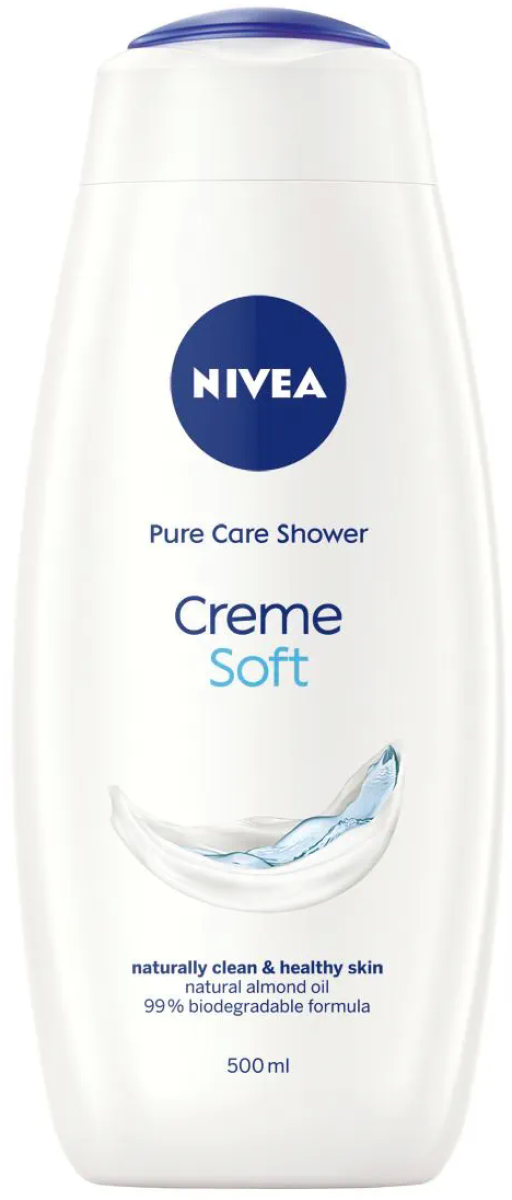 NIVEA
Pure Care Shower
Creme
Soft
naturally clean & healthy skin
natural almond oil
99% biodegradable formula
500 ml